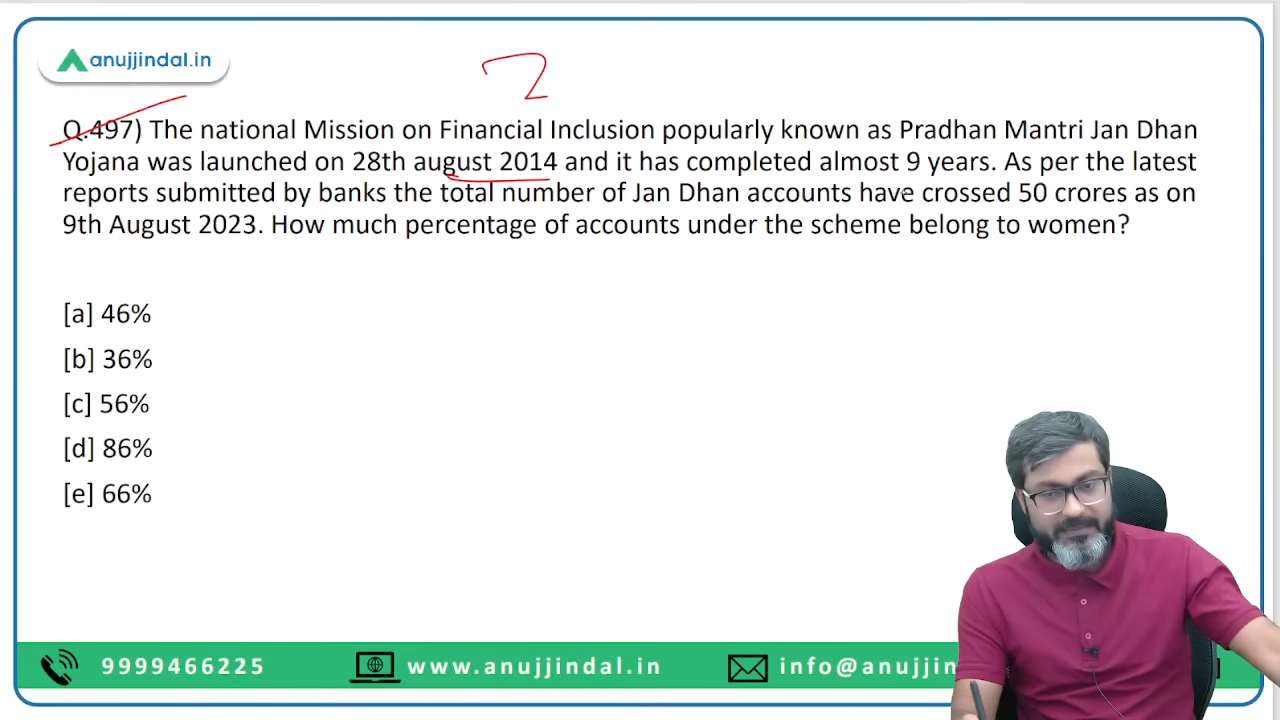 anujjindal.in
Q.497) The national Mission on Financial Inclusion popularly known as Pradhan Mantri Jan Dhan
Yojana was launched on 28th august 2014 and it has completed almost 9 years. As per the latest
reports submitted by banks the total number of Jan Dhan accounts have crossed 50 crores as on
9th August 2023. How much percentage of accounts under the scheme belong to women?
[a] 46%
[b] 36%
[c] 56%
[d] 86%
[e] 66%
9999466225 www.anujjindal.in info@anujjin